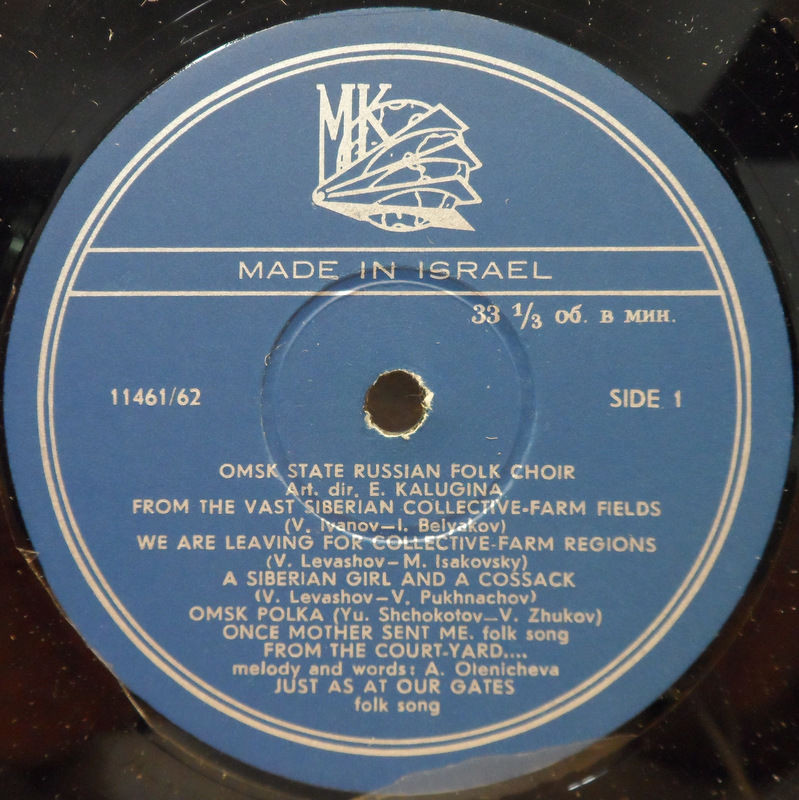 MK
MADE IN ISRAEL
33 1/3 об. в мин.
11461/62
SIDE 1
OMSK STATE RUSSIAN FOLK CHOIR
Art. dir. E. KALUGINA
FROM THE VAST SIBERIAN COLLECTIVE-FARM FIELDS
(V. Ivanov—I. Belyakov)
WE ARE LEAVING FOR COLLECTIVE-FARM REGIONS
(V. Levashov—M. Isakovsky)
A SIBERIAN GIRL AND A COSSACK
(V. Levashov—V. Pukhnachov)
OMSK POLKA (Yu. Shchokotov—V. Zhukov)
ONCE MOTHER SENT ME. folk song
FROM THE COURT-YARD....
melody and words: A. Olenicheva
JUST AS AT OUR GATES
folk song